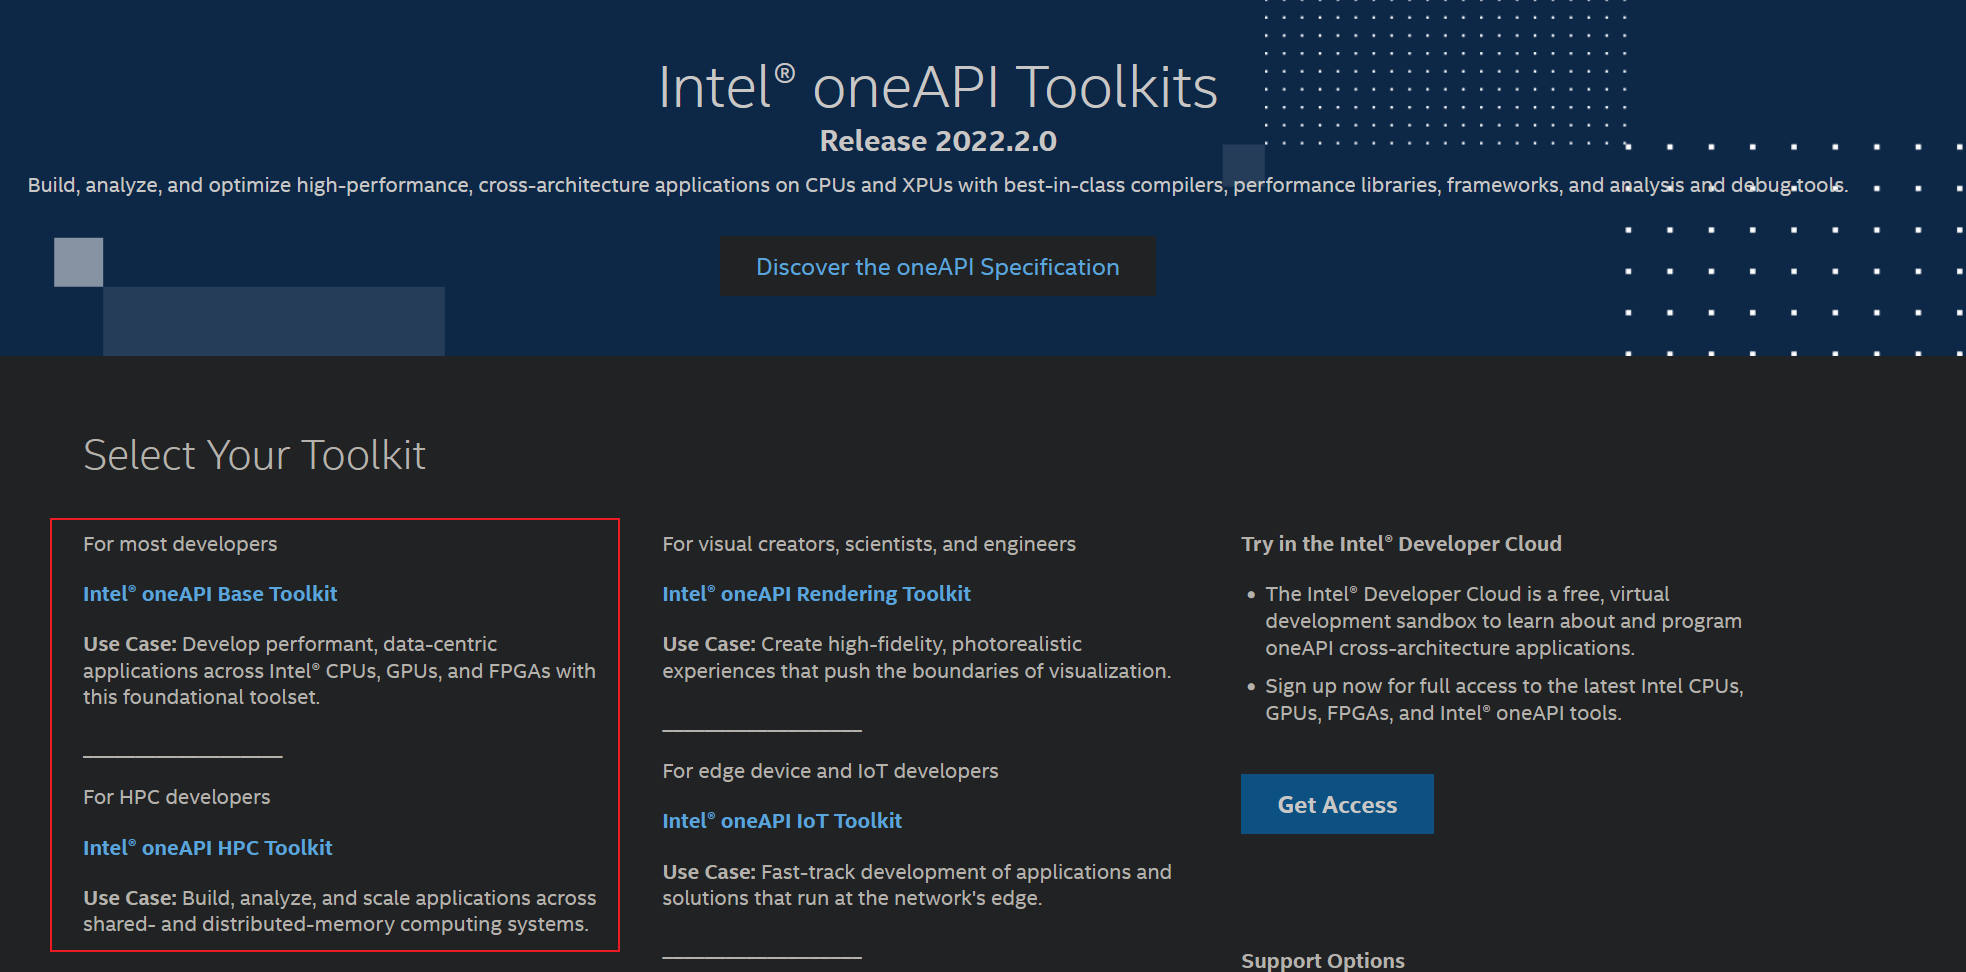 Intel® oneAPI Toolkits
Release 2022.2.0
Build, analyze, and optimize high-performance, cross-architecture applications on CPUs and XPUs with best-in-class compilers, performance libraries, frameworks, and analysis and debug tools.
Discover the oneAPI Specification
Select Your Toolkit
For most developers
Intel® oneAPI Base Toolkit
Use Case: Develop performant, data-centric
applications across Intel® CPUs, GPUs, and FPGAs with
this foundational toolset.
For HPC developers
Intel® oneAPI HPC Toolkit
Use Case: Build, analyze, and scale applications across
shared- and distributed-memory computing systems.
For visual creators, scientists, and engineers
Intel® oneAPI Rendering Toolkit
Use Case: Create high-fidelity, photorealistic
experiences that push the boundaries of visualization.
For edge device and IoT developers
Intel® oneAPI IoT Toolkit
Use Case: Fast-track development of applications and
solutions that run at the network's edge.
Try in the Intel® Developer Cloud
• The Intel® Developer Cloud is a free, virtual
development sandbox to learn about and program
oneAPI cross-architecture applications.
• Sign up now for full access to the latest Intel CPUs,
GPUs, FPGAs, and Intel® oneAPI tools.
Get Access
Support Options